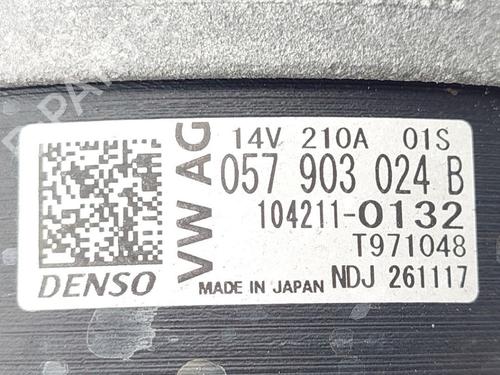 14V 210A 01S
VW AG
057 903 024 B
104211-0132
T971048
DENSO
MADE IN JAPAN NDJ 261117